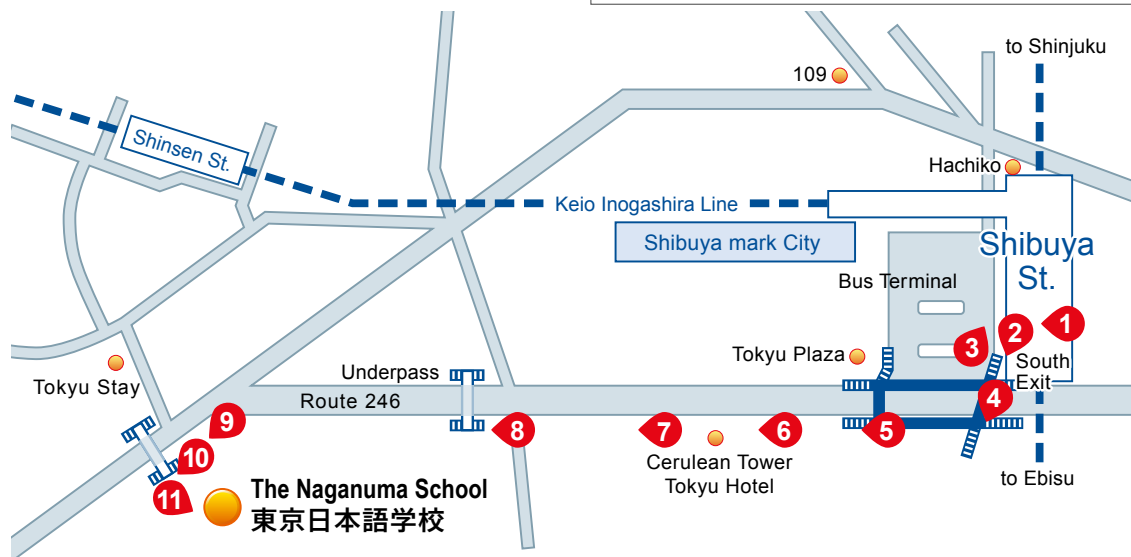 to Shinjuku
109
Shinsen St.
Hachiko
Keio Inogashira Line
Shibuya mark City
Shibuya
St.
Bus Terminal
1
2
3
Tokyu Plaza
South
Exit
Underpass
Tokyu Stay
Route 246
4
9
8
7
6
5
10
Cerulean Tower
Tokyu Hotel
to Ebisu
11
The Naganuma School
東京日本語学校